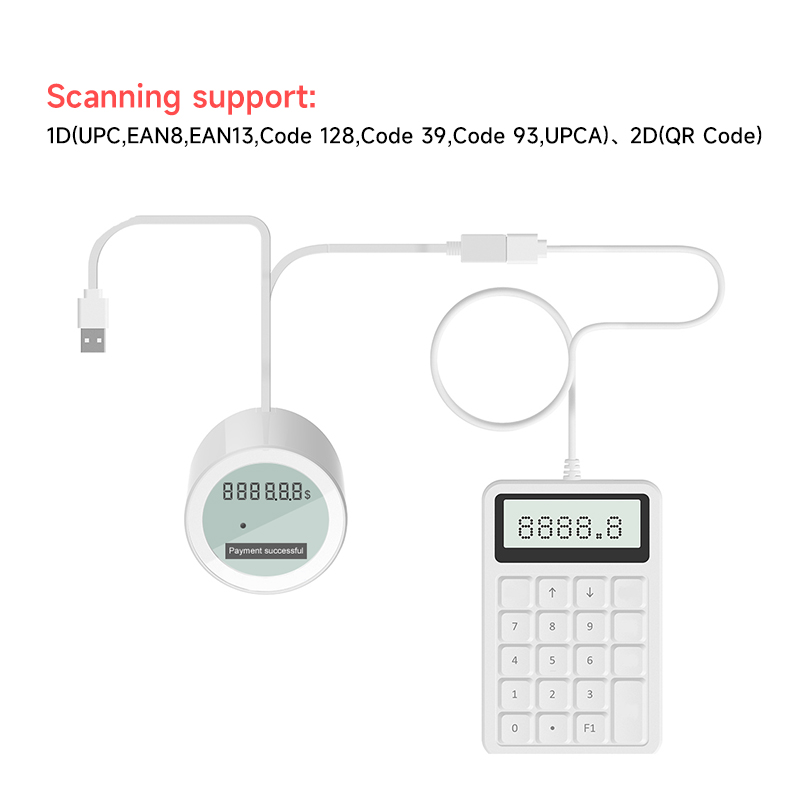 Scanning support:
1D(UPC,EAN8,EAN13,Code 128,Code 39,Code 93,UPCA)、2D(QR Code)
888888.8$
Payment successful
8888.8
↑ ↓
7 8 9
4 5 6
1 2 3
0 • F1